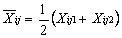 X̅ij = 1/2 (Xij1 + Xij2)